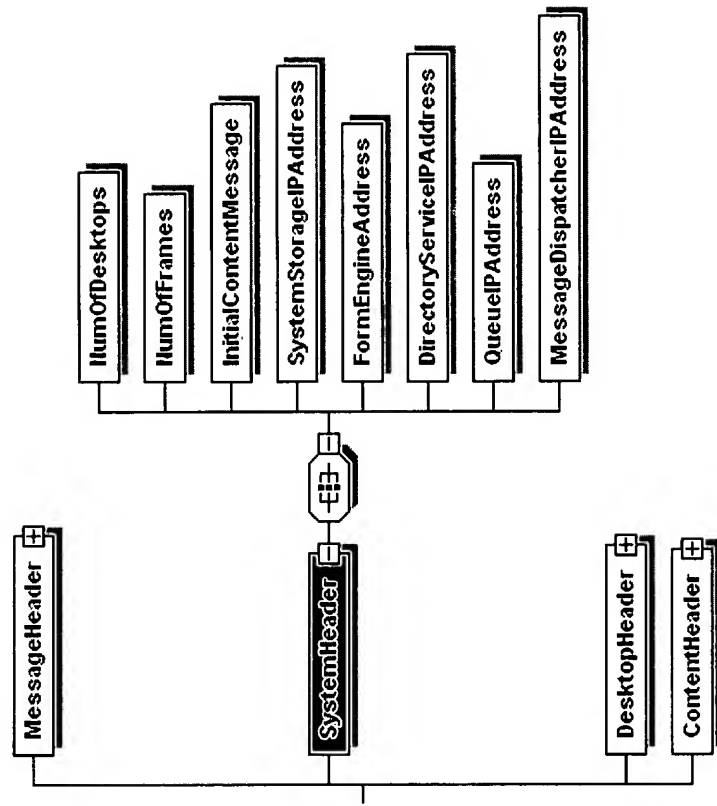 MessageHeader
SystemHeader
NumOfDesktops
NumOfFrames
InitialContentMessage
SystemStorageIPAddress
FormEngineAddress
DirectoryServiceIPAddress
QueueIPAddress
MessageDispatcherIPAddress
DesktopHeader
ContentHeader